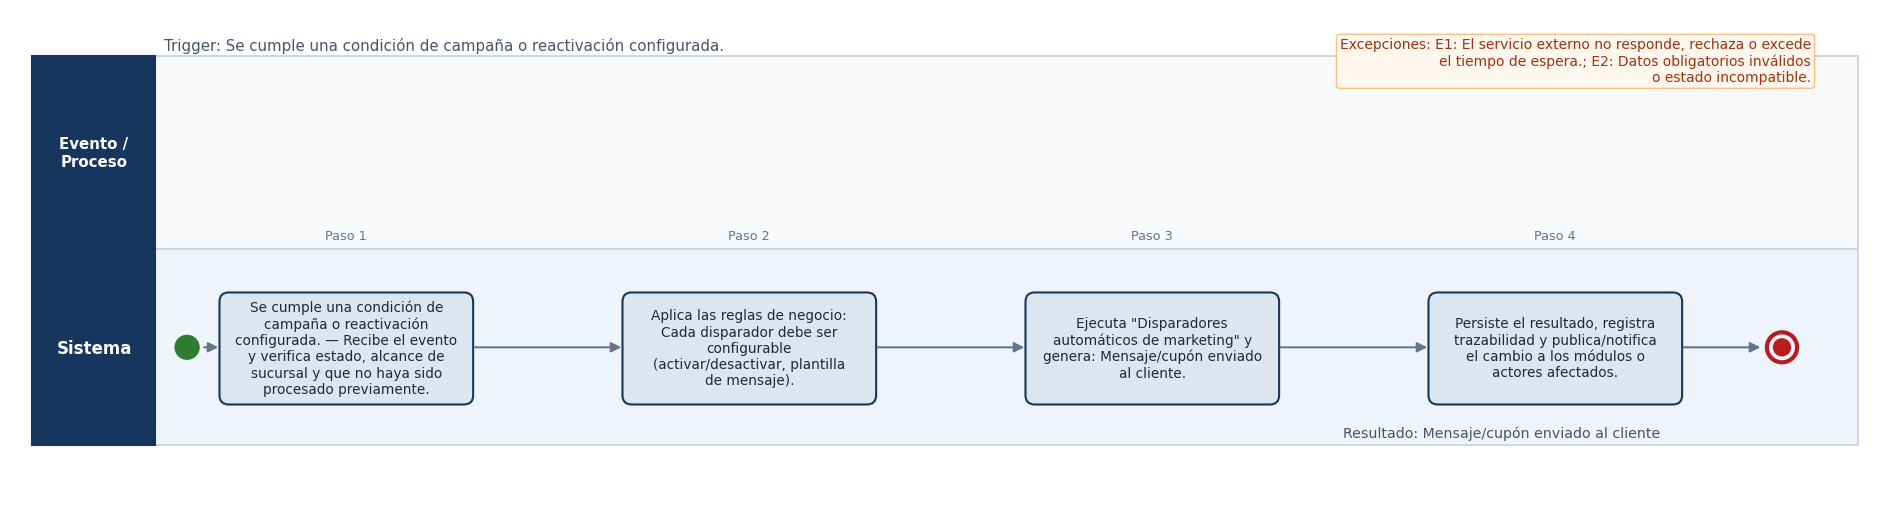 Trigger: Se cumple una condición de campaña o reactivación configurada.
Excepciones: E1: El servicio externo no responde, rechaza o excede
el tiempo de espera.; E2: Datos obligatorios inválidos
o estado incompatible.
Evento /
Proceso
Paso 1
Paso 2
Paso 3
Paso 4
Sistema
Se cumple una condición de
campaña o reactivación
configurada. — Recibe el evento
y verifica estado, alcance de
sucursal y que no haya sido
procesado previamente.
Aplica las reglas de negocio:
Cada disparador debe ser
configurable
(activar/desactivar, plantilla
de mensaje).
Ejecuta "Disparadores
automáticos de marketing" y
genera: Mensaje/cupón enviado
al cliente.
Persiste el resultado, registra
trazabilidad y publica/notifica
el cambio a los módulos o
actores afectados.
Resultado: Mensaje/cupón enviado al cliente